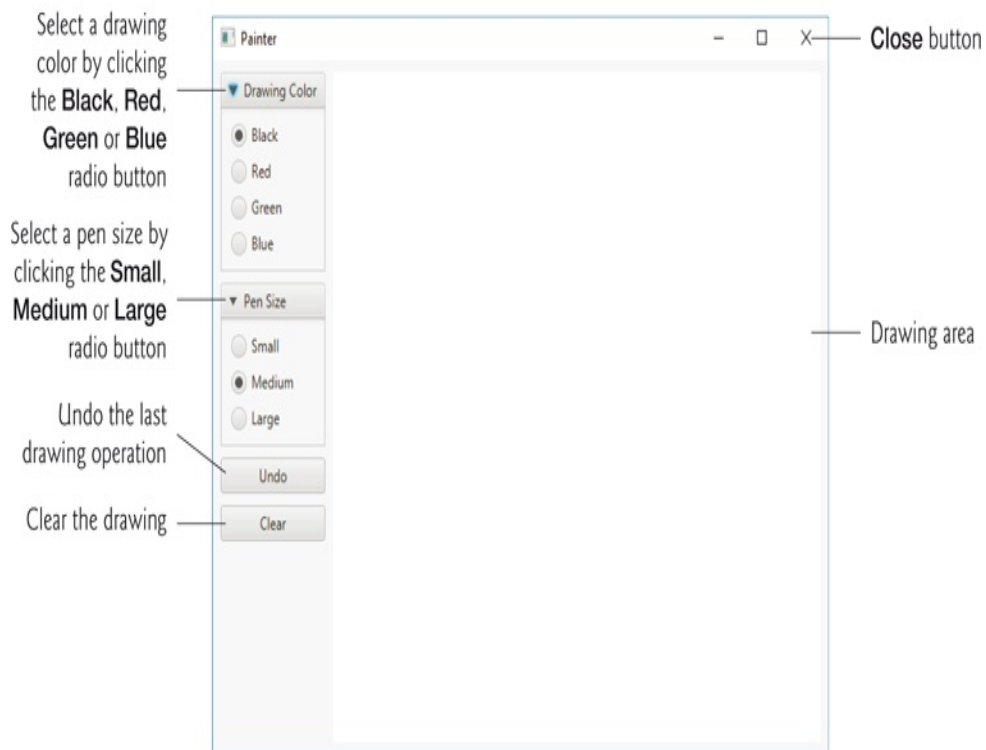 Select a drawing
color by clicking
the Black, Red,
Green or Blue
radio button
Select a pen size by
clicking the Small,
Medium or Large
radio button
Undo the last
drawing operation
Clear the drawing
Painter
Drawing Color
Black
Red
Green
Blue
Pen Size
Small
Medium
Large
Undo
Clear
Close button
Drawing area